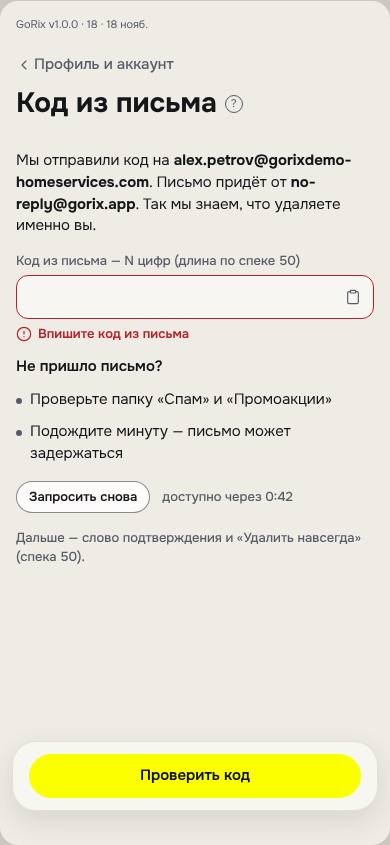 GoRix v1.0.0 · 18 · 18 нояб.
Профиль и аккаунт
Код из письма ?
Мы отправили код на alex.petrov@gorixdemo-
homeservices.com. Письмо придёт от no-
reply@gorix.app. Так мы знаем, что удаляете
именно вы.
Код из письма — N цифр (длина по спеке 50)
Впишите код из письма
Не пришло письмо?
Проверьте папку «Спам» и «Промоакции»
Подождите минуту — письмо может
задержаться
Запросить снова доступно через 0:42
Дальше — слово подтверждения и «Удалить навсегда»
(спека 50).
Проверить код